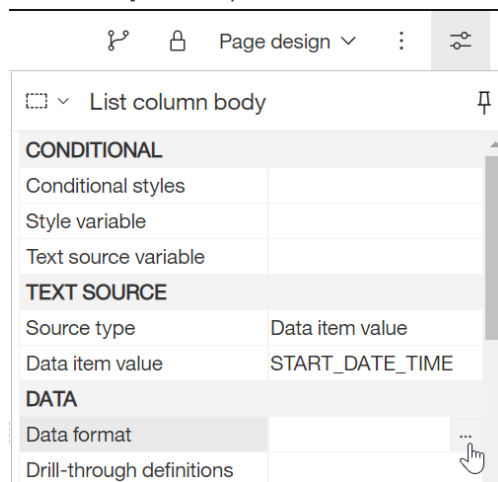 Page design
List column body
CONDITIONAL
Conditional styles
Style variable
Text source variable
TEXT SOURCE
Source type Data item value
Data item value START_DATE_TIME
DATA
Data format ...
Drill-through definitions